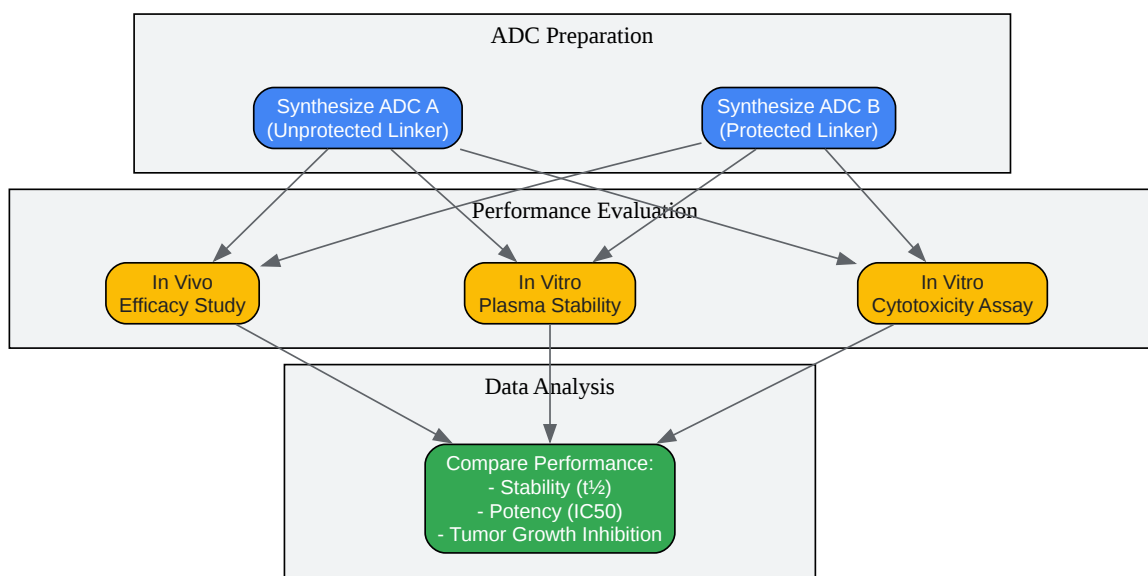 ADC Preparation
Synthesize ADC A
(Unprotected Linker)
Synthesize ADC B
(Protected Linker)
Performance Evaluation
In Vivo
Efficacy Study
In Vitro
Plasma Stability
In Vitro
Cytotoxicity Assay
Data Analysis
Compare Performance:
- Stability (t½)
- Potency (IC50)
- Tumor Growth Inhibition